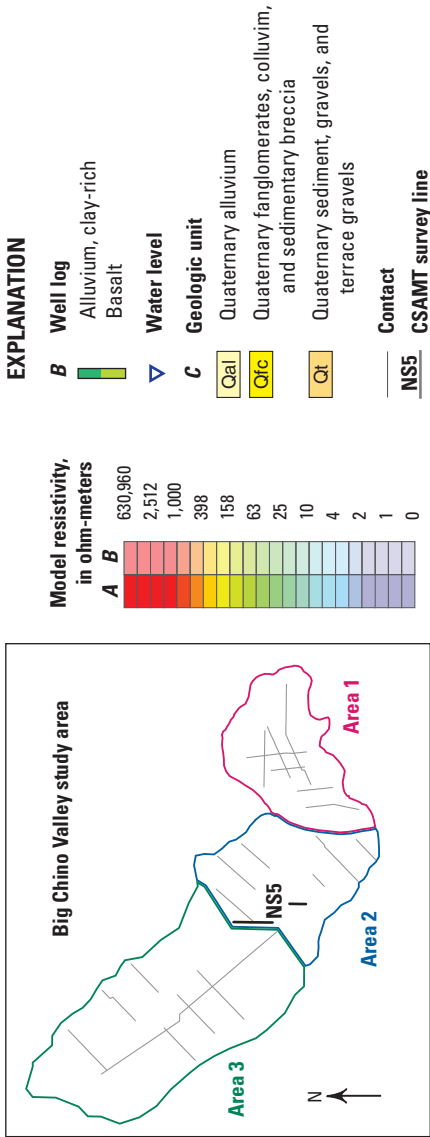 Big Chino Valley study area
Area 3
NS5
Area 2
Area 1
N
Model resistivity,
in ohm-meters
A B
630,960
2,512
1,000
398
158
63
25
10
4
2
1
0
EXPLANATION
B Well log
Alluvium, clay-rich
Basalt
Water level
C Geologic unit
Qal Quaternary alluvium
Qfc Quaternary fanglomerates, colluvim,
and sedimentary breccia
Qt Quaternary sediment, gravels, and
terrace gravels
Contact
NS5 CSAMT survey line